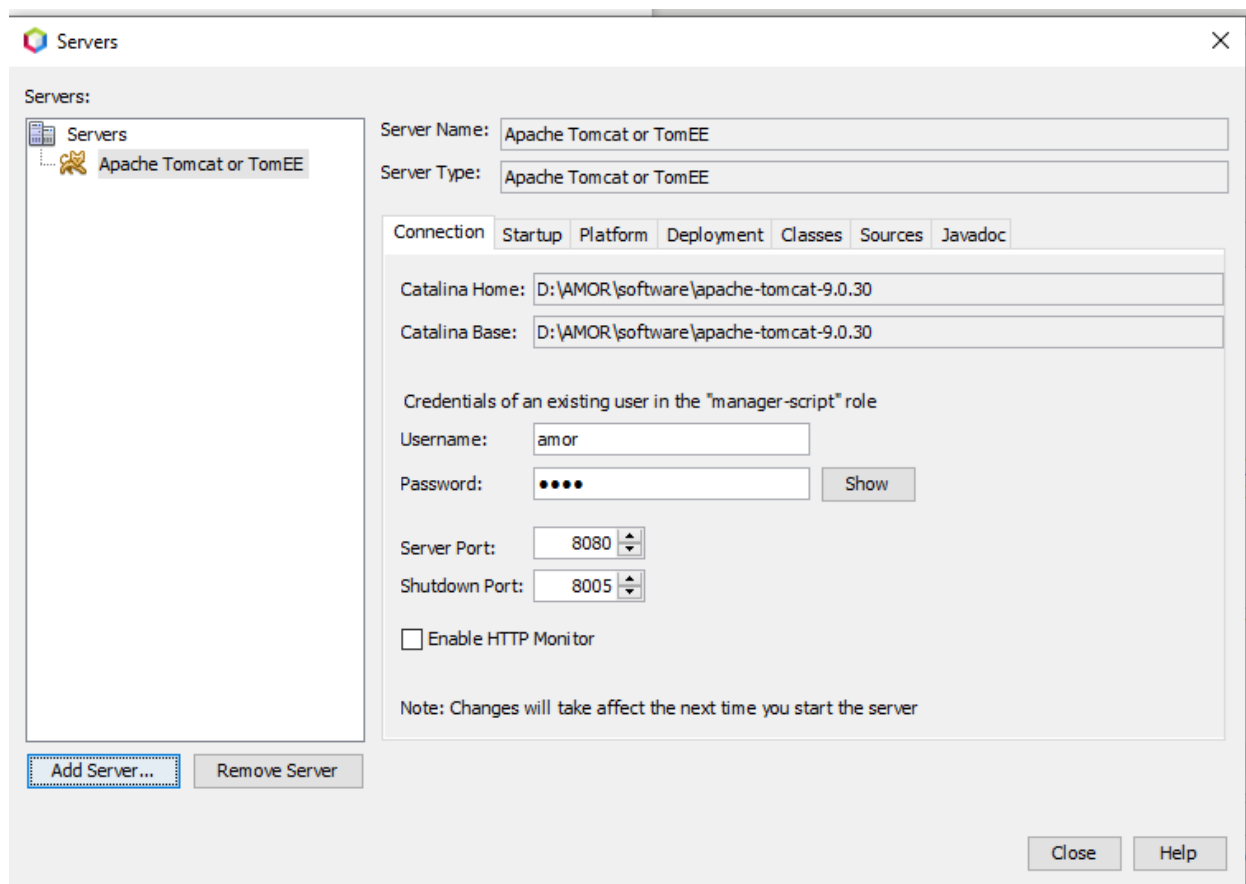 Servers
Servers:
Servers
Apache Tomcat or TomEE
Server Name: Apache Tomcat or TomEE
Server Type: Apache Tomcat or TomEE
Connection Startup Platform Deployment Classes Sources Javadoc
Catalina Home: D:\AMOR\software\apache-tomcat-9.0.30
Catalina Base: D:\AMOR\software\apache-tomcat-9.0.30
Credentials of an existing user in the "manager-script" role
Username: amor
Password: ●●●● Show
Server Port: 8080
Shutdown Port: 8005
Enable HTTP Monitor
Note: Changes will take affect the next time you start the server
Add Server... Remove Server
Close Help